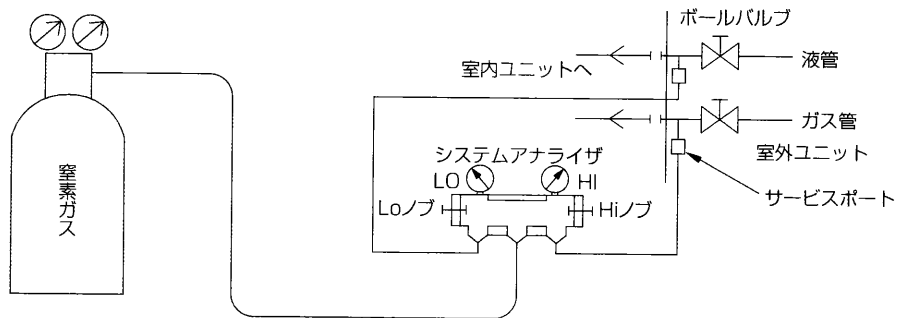 ボールバルブ
液管
室内ユニットへ
ガス管
室外ユニット
システムアナライザ
LO
HI
サービスポート
Loノブ
Hiノブ
窒素ガス